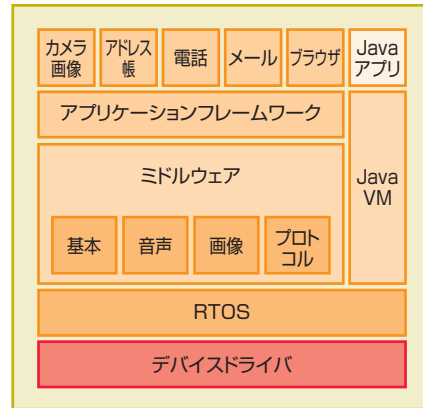 カメラ
画像
アドレス
帳
電話
メール
ブラウザ
Java
アプリ
アプリケーションフレームワーク
ミドルウェア
Java
VM
基本
音声
画像
プロト
コル
RTOS
デバイスドライバ